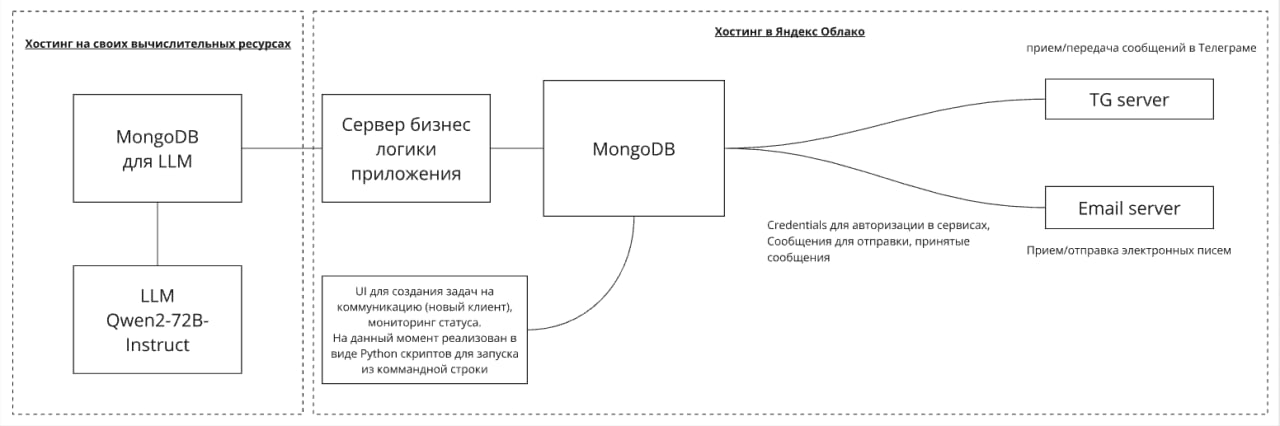 Хостинг на своих вычислительных ресурсах
MongoDB
для LLM
LLM
Qwen2-72B-
Instruct
Хостинг в Яндекс Облако
Сервер бизнес
логики
приложения
MongoDB
прием/передача сообщений в Телеграме
TG server
Email server
Прием/отправка электронных писем
Credentials для авторизации в сервисах,
Сообщения для отправки, принятые
сообщения
UI для создания задач на
коммуникацию (новый клиент),
мониторинг статуса.
На данный момент реализован в
виде Python скриптов для запуска
из коммандной строки